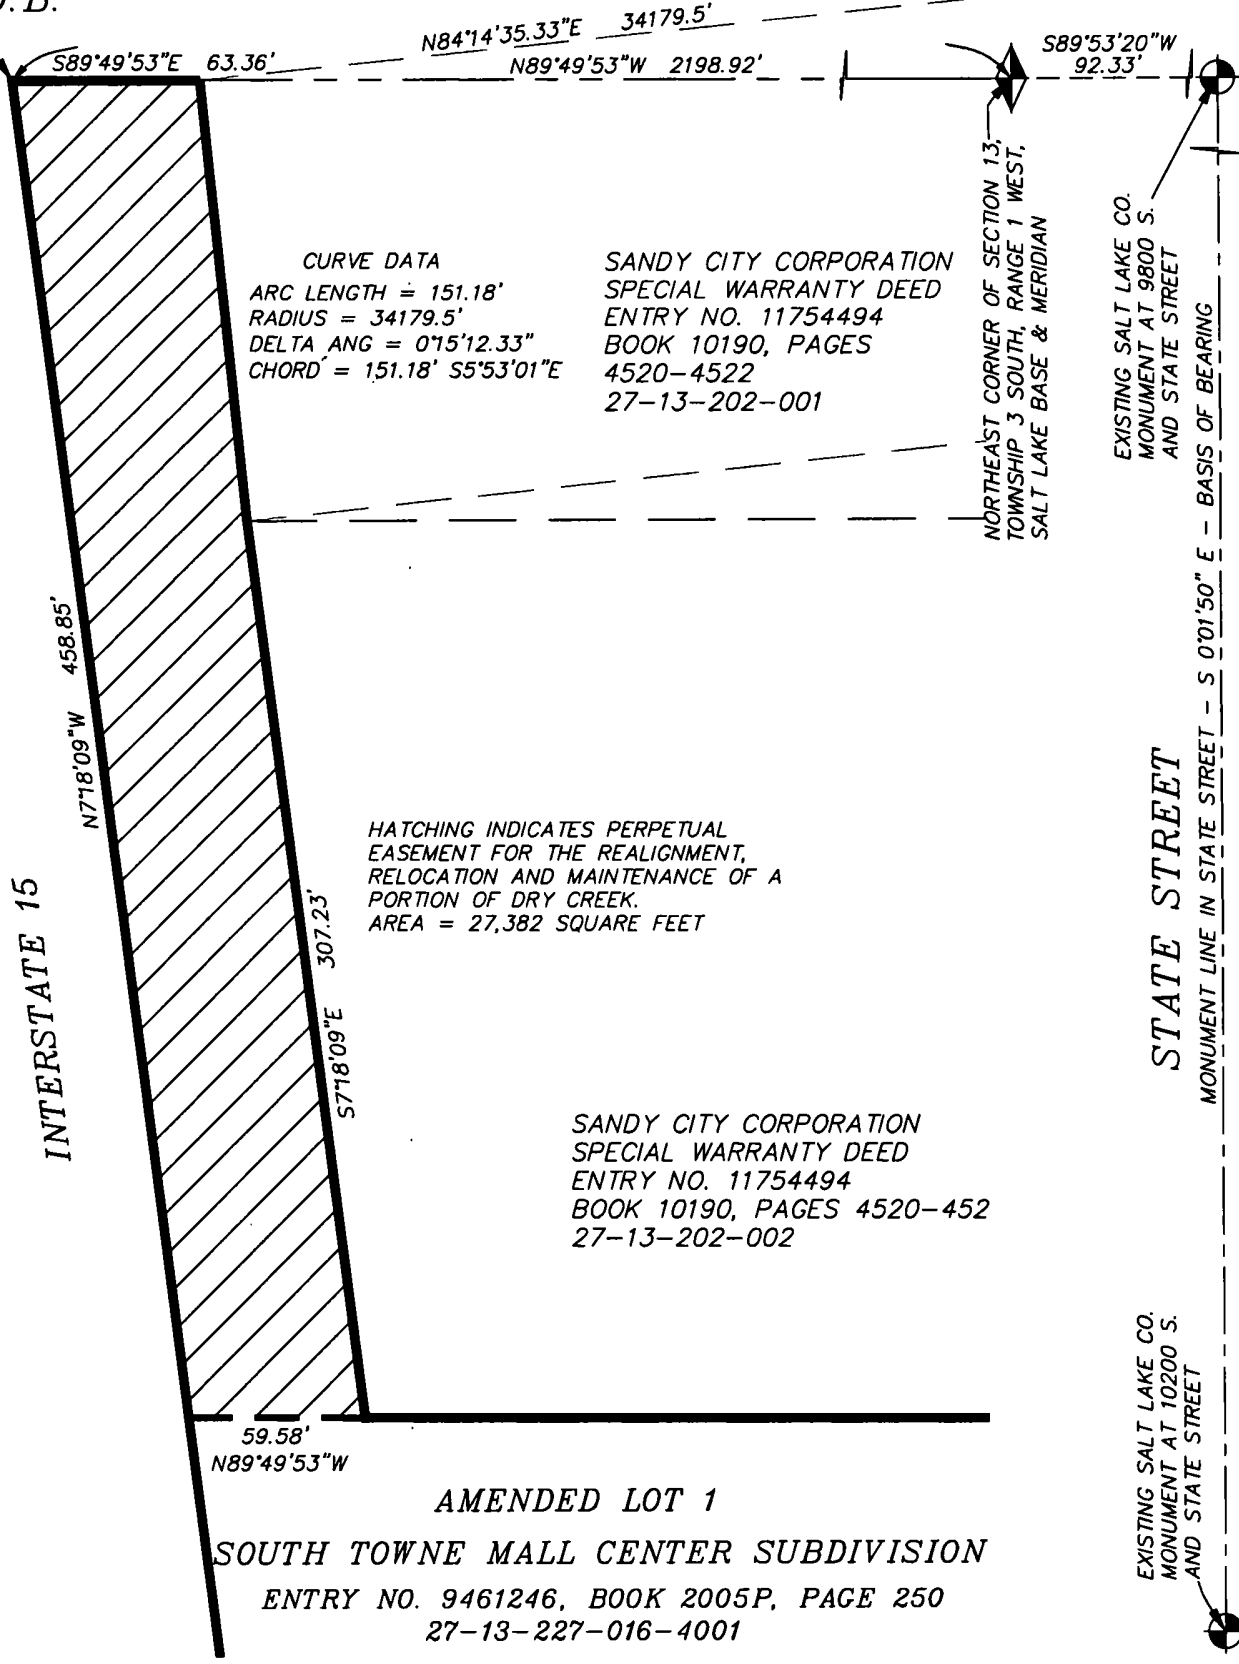 S89°49'53"E 63.36'
N84°14'35.33"E 34179.5'
N89°49'53"W 2198.92'
S89°53'20"W
92.33'
NORTHEAST CORNER OF SECTION 13,
TOWNSHIP 3 SOUTH, RANGE 1 WEST,
SALT LAKE BASE & MERIDIAN
EXISTING SALT LAKE CO.
MONUMENT AT 9800 S.
AND STATE STREET
CURVE DATA
ARC LENGTH = 151.18'
RADIUS = 34179.5'
DELTA ANG = 0°15'12.33"
CHORD = 151.18' S5°53'01"E
SANDY CITY CORPORATION
SPECIAL WARRANTY DEED
ENTRY NO. 11754494
BOOK 10190, PAGES
4520-4522
27-13-202-001
N7°18'09"W 458.85'
INTERSTATE 15
HATCHING INDICATES PERPETUAL
EASEMENT FOR THE REALIGNMENT,
RELOCATION AND MAINTENANCE OF A
PORTION OF DRY CREEK.
AREA = 27,382 SQUARE FEET
S7°18'09"E 307.23'
STATE STREET
MONUMENT LINE IN STATE STREET - S 0°01'50" E - BASIS OF BEARING
SANDY CITY CORPORATION
SPECIAL WARRANTY DEED
ENTRY NO. 11754494
BOOK 10190, PAGES 4520-452
27-13-202-002
59.58'
N89°49'53"W
EXISTING SALT LAKE CO.
MONUMENT AT 10200 S.
AND STATE STREET
AMENDED LOT 1
SOUTH TOWNE MALL CENTER SUBDIVISION
ENTRY NO. 9461246, BOOK 2005P, PAGE 250
27-13-227-016-4001